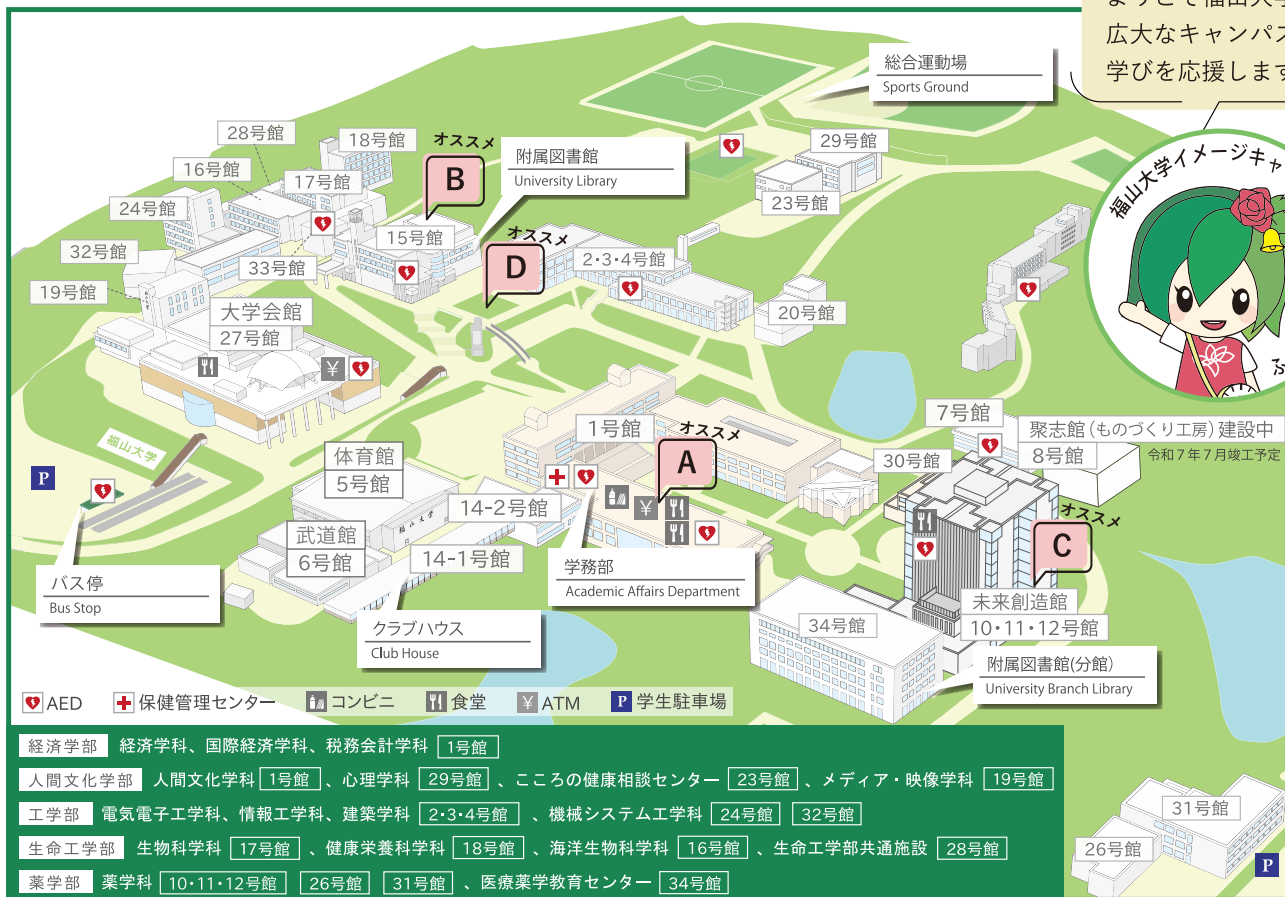 ようこそ福山大学
広大なキャンパス
学びを応援します
総合運動場
Sports Ground
福山大学イメージキャ
ふ
28号館
18号館
オススメ
B
附属図書館
University Library
29号館
16号館
17号館
23号館
24号館
15号館
オススメ
D
2・3・4号館
32号館
33号館
19号館
大学会館
27号館
20号館
7号館
聚志館(ものづくり工房)建設中
8号館
令和7年7月竣工予定
福山大学
1号館
オススメ
A
30号館
体育館
5号館
14-2号館
福山大学
武道館
6号館
14-1号館
オススメ
C
P
バス停
Bus Stop
学務部
Academic Affairs Department
クラブハウス
Club House
34号館
未来創造館
10・11・12号館
附属図書館(分館)
University Branch Library
AED 保健管理センター コンビニ 食堂 ¥ ATM P 学生駐車場
経済学部 経済学科、国際経済学科、税務会計学科 1号館
人間文化学部 人間文化学科 1号館 、心理学科 29号館 、こころの健康相談センター 23号館 、メディア・映像学科 19号館
工学部 電気電子工学科、情報工学科、建築学科 2・3・4号館 、機械システム工学科 24号館 32号館
生命工学部 生物科学科 17号館 、健康栄養科学科 18号館 、海洋生物科学科 16号館 、生命工学部共通施設 28号館
薬学部 薬学科 10・11・12号館 26号館 31号館 、医療薬学教育センター 34号館
31号館
26号館
P